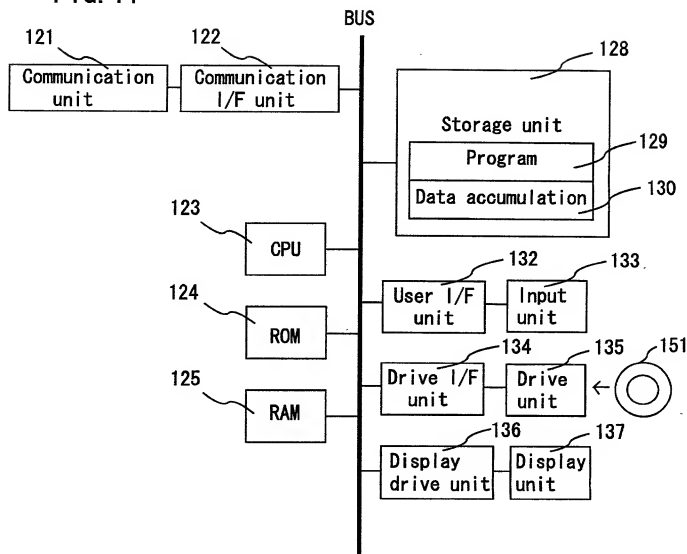 BUS
121
122
128
Communication
unit
Communication
I/F unit
Storage unit
129
Program
Data accumulation
130
123
CPU
132
133
User I/F
unit
Input
unit
124
ROM
134
135
151
Drive I/F
unit
Drive
unit
125
RAM
136
137
Display
drive unit
Display
unit